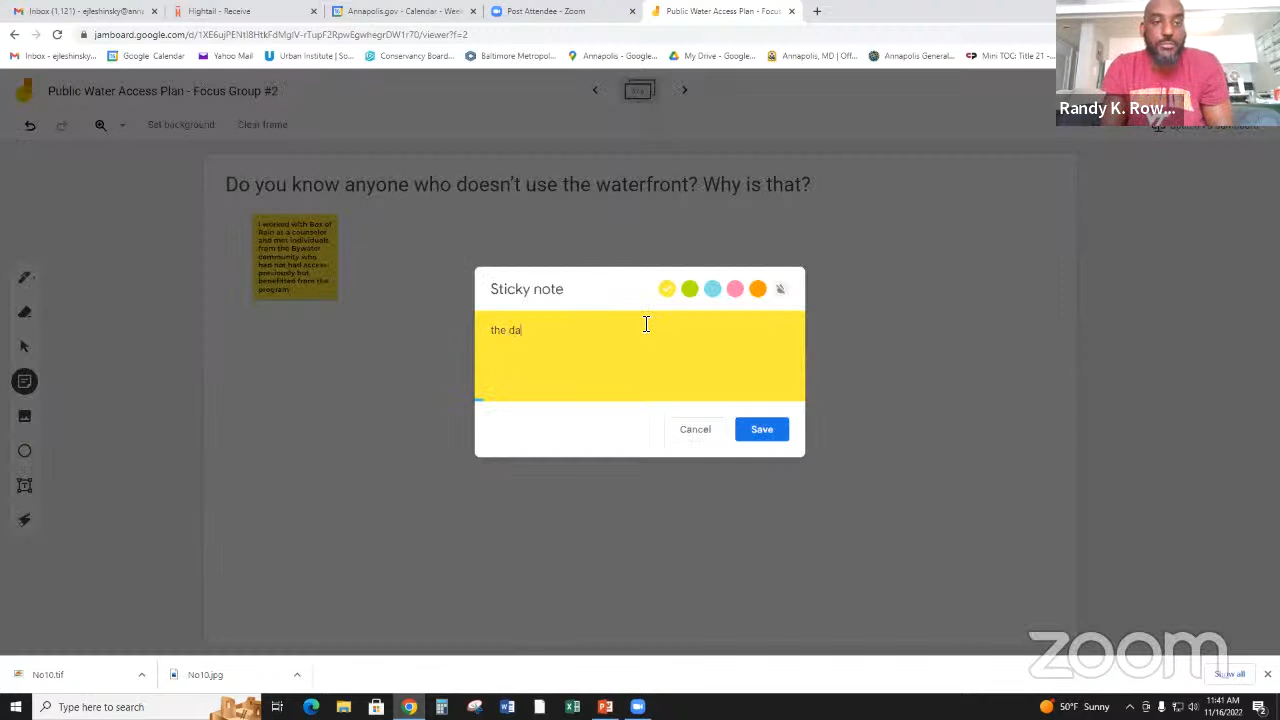 Inbox (1,121) - ejleshinsky@anna
Hightail - Receive
Annapolis.gov - Calendar - Week
Post Attendee - Zoom
Public Water Access Plan - Focus
jamboard.google.com
viewer?f=2
Inbox - ejleshinsky@...
Google Calendar
Yahoo Mail
Urban Institute | So...
Conservancy Board...
Baltimore Metropol...
Annapolis - Google...
My Drive - Google...
Annapolis, MD | Off...
Annapolis General...
Mini TOC: Title 21 -...
Randy K. Row...
Public Water Access Plan - Focus Group #2
Set background
Clear frame
Do you know anyone who doesn't use the waterfront? Why is that?
I worked with Box of
Rain as a counselor
and met individuals
from the Bywater
community who
had not had access
previously but
benefitted from the
program.
Sticky note
the da
Cancel
Save
zoom
No10.tif
No10.jpg
Show all
Type here to search
50°F Sunny
11:41 AM
11/16/2022
2